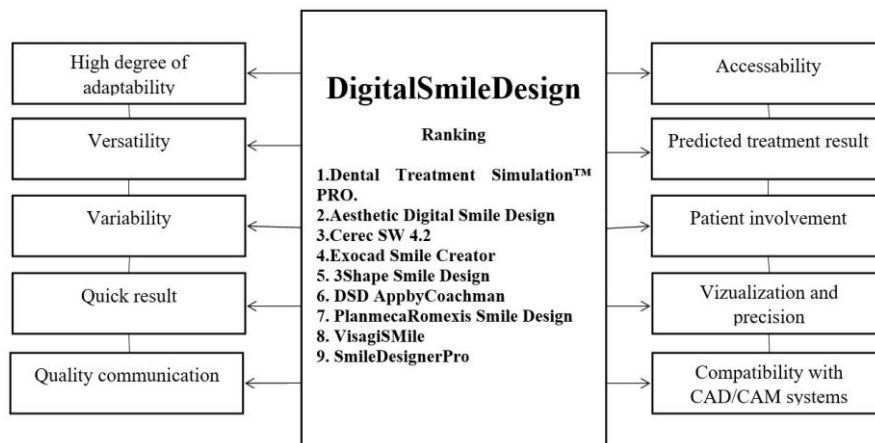 High degree of
adaptability
Versatility
Variability
Quick result
Quality communication
DigitalSmileDesign
Ranking
1.Dental Treatment Simulation™
PRO.
2.Aesthetic Digital Smile Design
3.Cerec SW 4.2
4.Exocad Smile Creator
5. 3Shape Smile Design
6. DSD AppbyCoachman
7. PlanmecaRomexis Smile Design
8. VisagiSMile
9. SmileDesignerPro
Accessability
Predicted treatment result
Patient involvement
Vizualization and
precision
Compatibility with
CAD/CAM systems